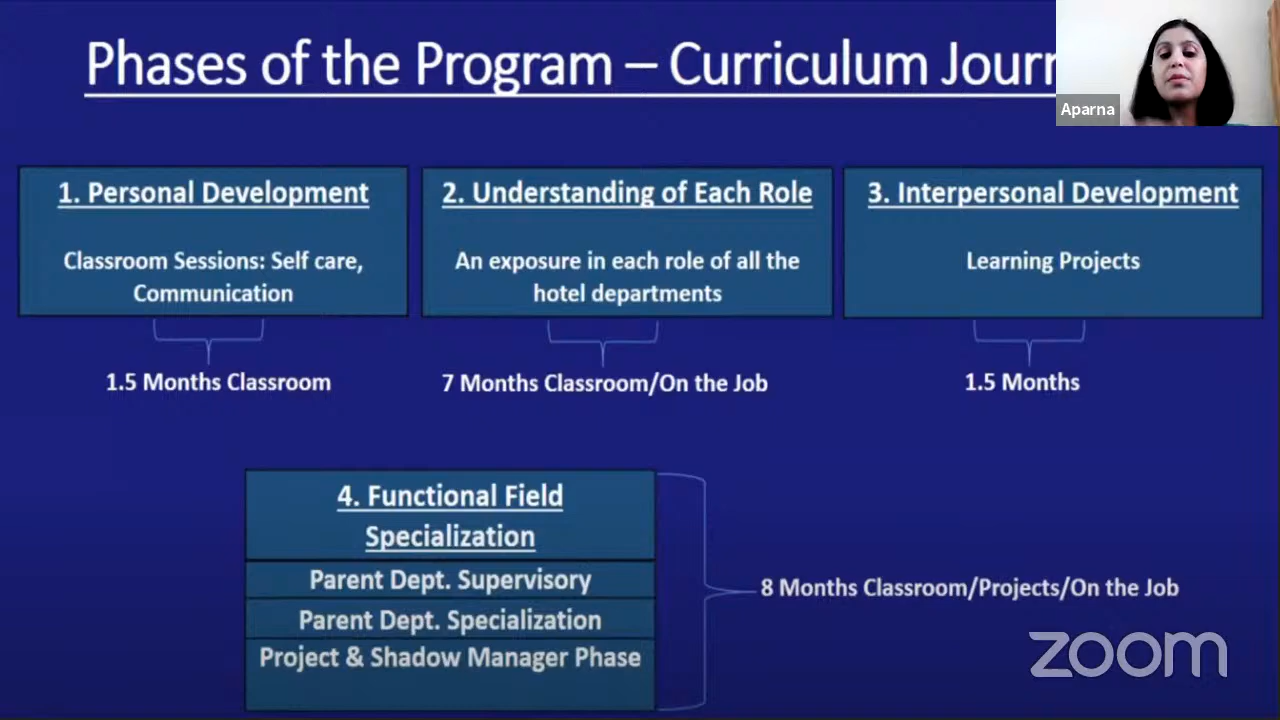 Phases of the Program – Curriculum Journ
Aparna
1. Personal Development
Classroom Sessions: Self care,
Communication
1.5 Months Classroom
2. Understanding of Each Role
An exposure in each role of all the
hotel departments
7 Months Classroom/On the Job
3. Interpersonal Development
Learning Projects
1.5 Months
4. Functional Field
Specialization
Parent Dept. Supervisory
Parent Dept. Specialization
Project & Shadow Manager Phase
8 Months Classroom/Projects/On the Job
zoom